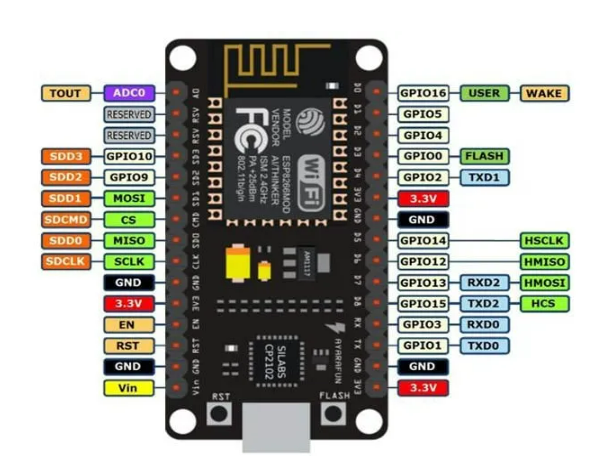 TOUT ADC0 A0 D0 GPIO16 USER WAKE
RESERVED RSV D1 GPIO5
RESERVED RSV D2 GPIO4
SDD3 GPIO10 SD3 D3 GPIO0 FLASH
SDD2 GPIO9 SD2 D4 GPIO2 TXD1
SDD1 MOSI SD1 3V3 3.3V
SDCMD CS CMD GND GND
SDD0 MISO SD0 D5 GPIO14 HSCLK
SDCLK SCLK CLK D6 GPIO12 HMISO
GND GND D7 GPIO13 RXD2 HMOSI
3.3V 3V3 D8 GPIO15 TXD2 HCS
EN EN RX GPIO3 RXD0
RST RST TX GPIO1 TXD0
GND GND GND GND
Vin Vin 3V3 3.3V
MODEL ESP8266MOD
VENDOR AI/THINKER
ISM 2.4GHz
PA +25dBm
802.11b/g/n
FC
Wi Fi
AM1117
SILABS
CP2102
AYARAFUN
RST
FLASH